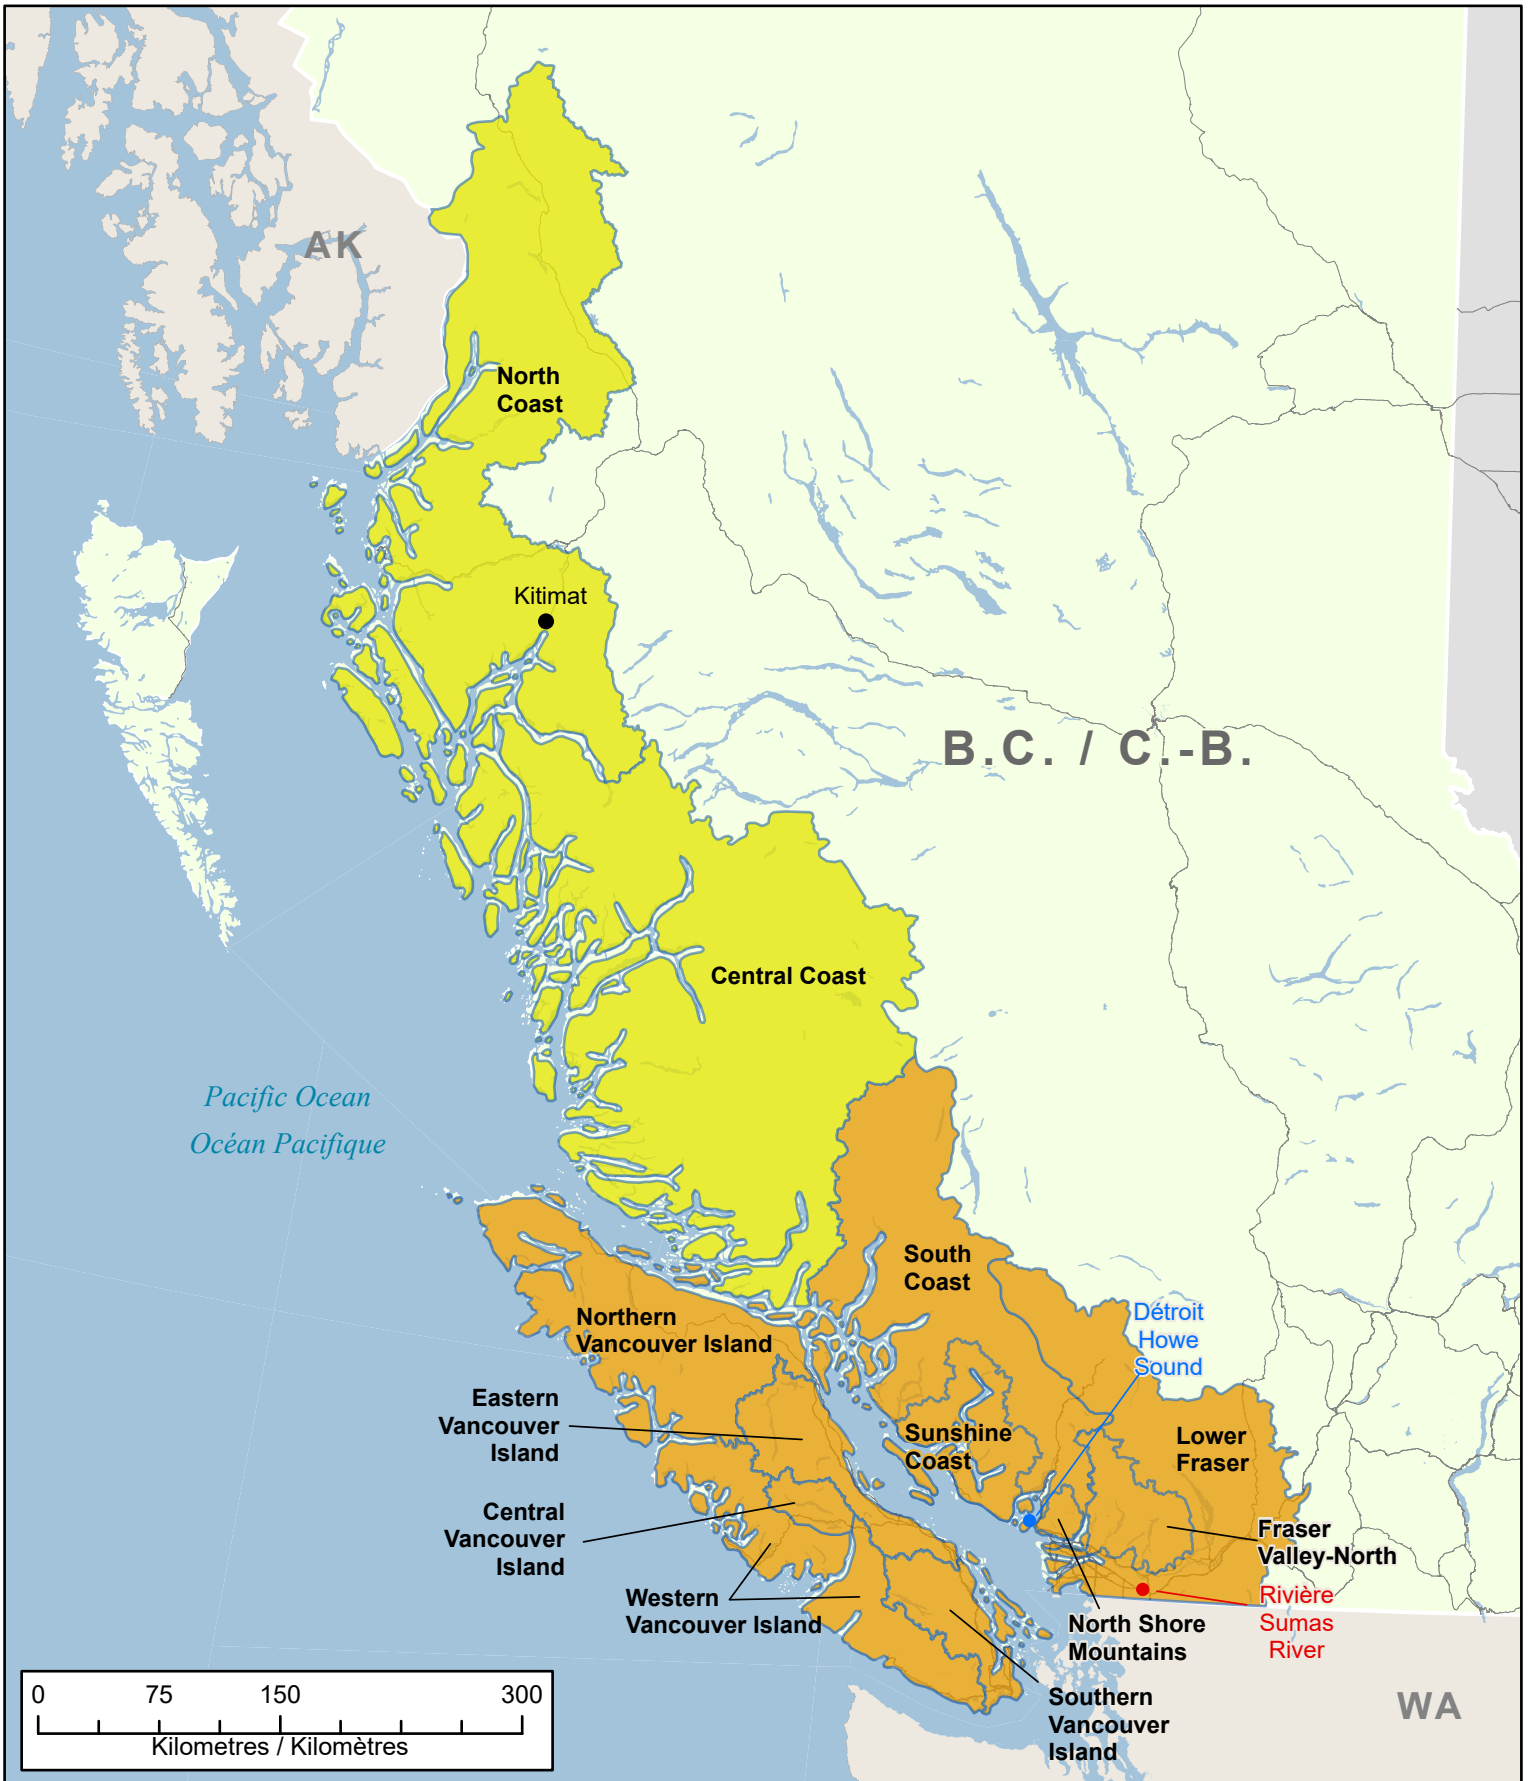 AK
North
Coast
Kitimat
B.C. / C.-B.
Central Coast
Pacific Ocean
Océan Pacifique
South
Coast
Northern
Vancouver Island
Détroit
Howe
Sound
Eastern
Vancouver
Island
Sunshine
Coast
Lower
Fraser
Central
Vancouver
Island
Fraser
Valley-North
Western
Vancouver Island
Rivière
Sumas
River
North Shore
Mountains
Southern
Vancouver
Island
WA
0 75 150 300
Kilometres / Kilomètres